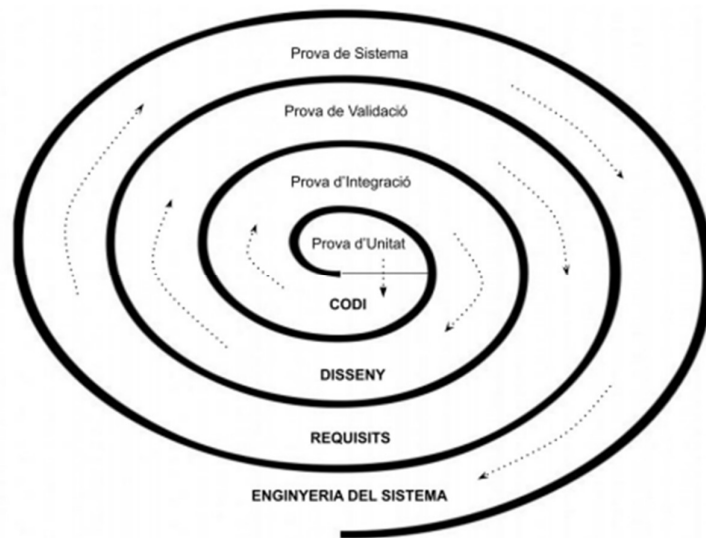 Prova de Sistema
Prova de Validació
Prova d'Integració
Prova d'Unitat
CODI
DISSENY
REQUISITS
ENGINYERIA DEL SISTEMA